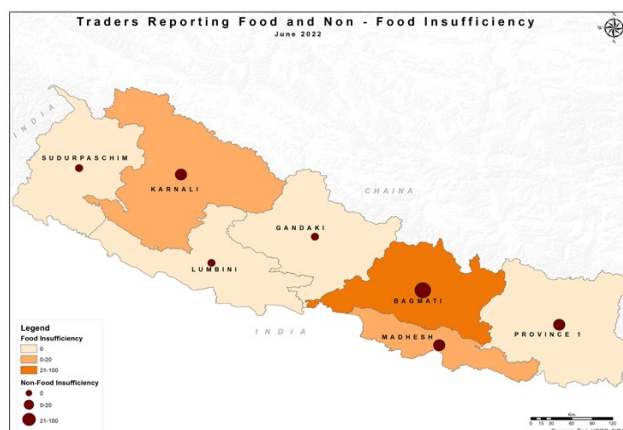 Traders Reporting Food and Non - Food Insufficiency
June 2022
N
INDIA
SUDURPASCHIM
KARNALI
CHAINA
GANDAKI
LUMBINI
BAGMATI
INDIA
MADHESH
PROVINCE 1
Legend
Food Insufficiency
0
0-20
21-100
Non-Food Insufficiency
0
0-20
21-100
Km
0 15 30 60 90 120